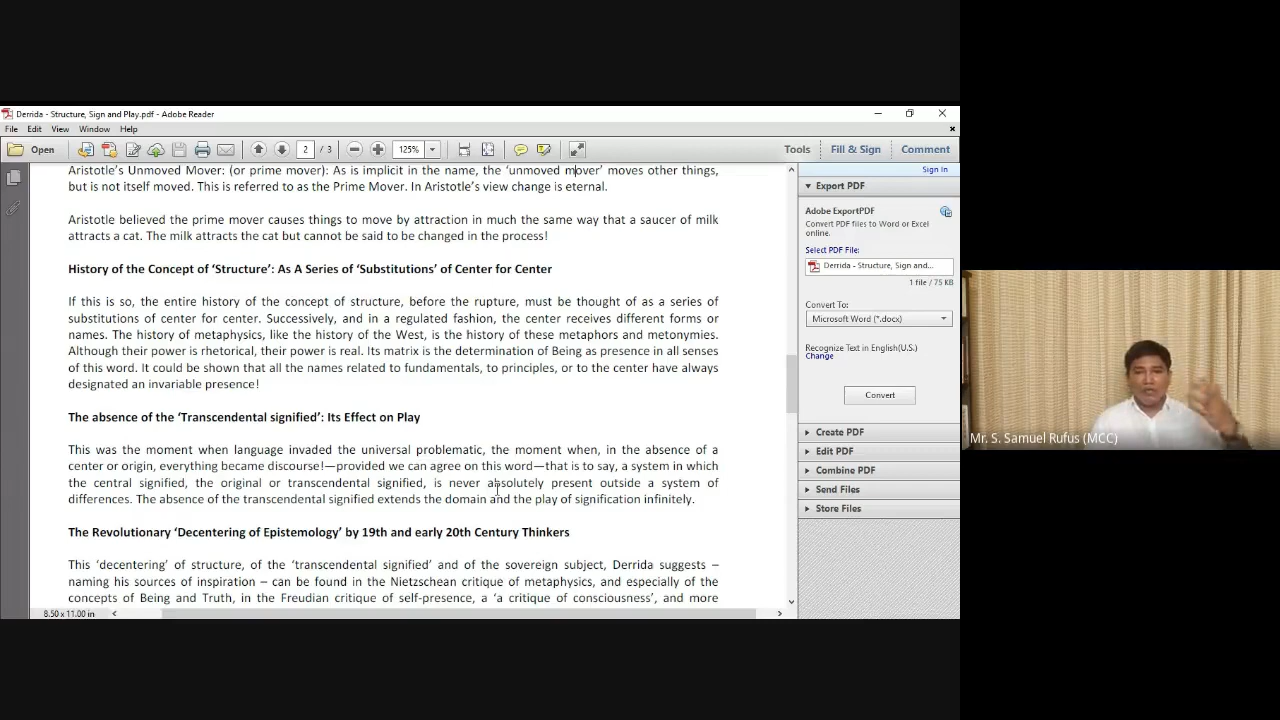 Derrida - Structure, Sign and Play.pdf - Adobe Reader
File Edit View Window Help
Open 2 / 3 125% Tools Fill & Sign Comment
Sign In
Aristotle's Unmoved Mover: (or prime mover): As is implicit in the name, the ‘unmoved mover’ moves other things,
but is not itself moved. This is referred to as the Prime Mover. In Aristotle's view change is eternal.
Aristotle believed the prime mover causes things to move by attraction in much the same way that a saucer of milk
attracts a cat. The milk attracts the cat but cannot be said to be changed in the process!
History of the Concept of ‘Structure’: As A Series of ‘Substitutions’ of Center for Center
If this is so, the entire history of the concept of structure, before the rupture, must be thought of as a series of
substitutions of center for center. Successively, and in a regulated fashion, the center receives different forms or
names. The history of metaphysics, like the history of the West, is the history of these metaphors and metonymies.
Although their power is rhetorical, their power is real. Its matrix is the determination of Being as presence in all senses
of this word. It could be shown that all the names related to fundamentals, to principles, or to the center have always
designated an invariable presence!
The absence of the ‘Transcendental signified’: Its Effect on Play
This was the moment when language invaded the universal problematic, the moment when, in the absence of a
center or origin, everything became discourse!—provided we can agree on this word—that is to say, a system in which
the central signified, the original or transcendental signified, is never absolutely present outside a system of
differences. The absence of the transcendental signified extends the domain and the play of signification infinitely.
The Revolutionary ‘Decentering of Epistemology’ by 19th and early 20th Century Thinkers
This ‘decentering’ of structure, of the ‘transcendental signified’ and of the sovereign subject, Derrida suggests –
naming his sources of inspiration – can be found in the Nietzschean critique of metaphysics, and especially of the
concepts of Being and Truth, in the Freudian critique of self-presence, a ‘a critique of consciousness’, and more
8.50 x 11.00 in
Export PDF
Adobe ExportPDF
Convert PDF files to Word or Excel
online.
Select PDF File:
Derrida - Structure, Sign and...
1 file / 75 KB
Convert To:
Microsoft Word (*.docx)
Recognize Text in English(U.S.)
Change
Convert
Create PDF
Edit PDF
Combine PDF
Send Files
Store Files
Mr. S. Samuel Rufus (MCC)